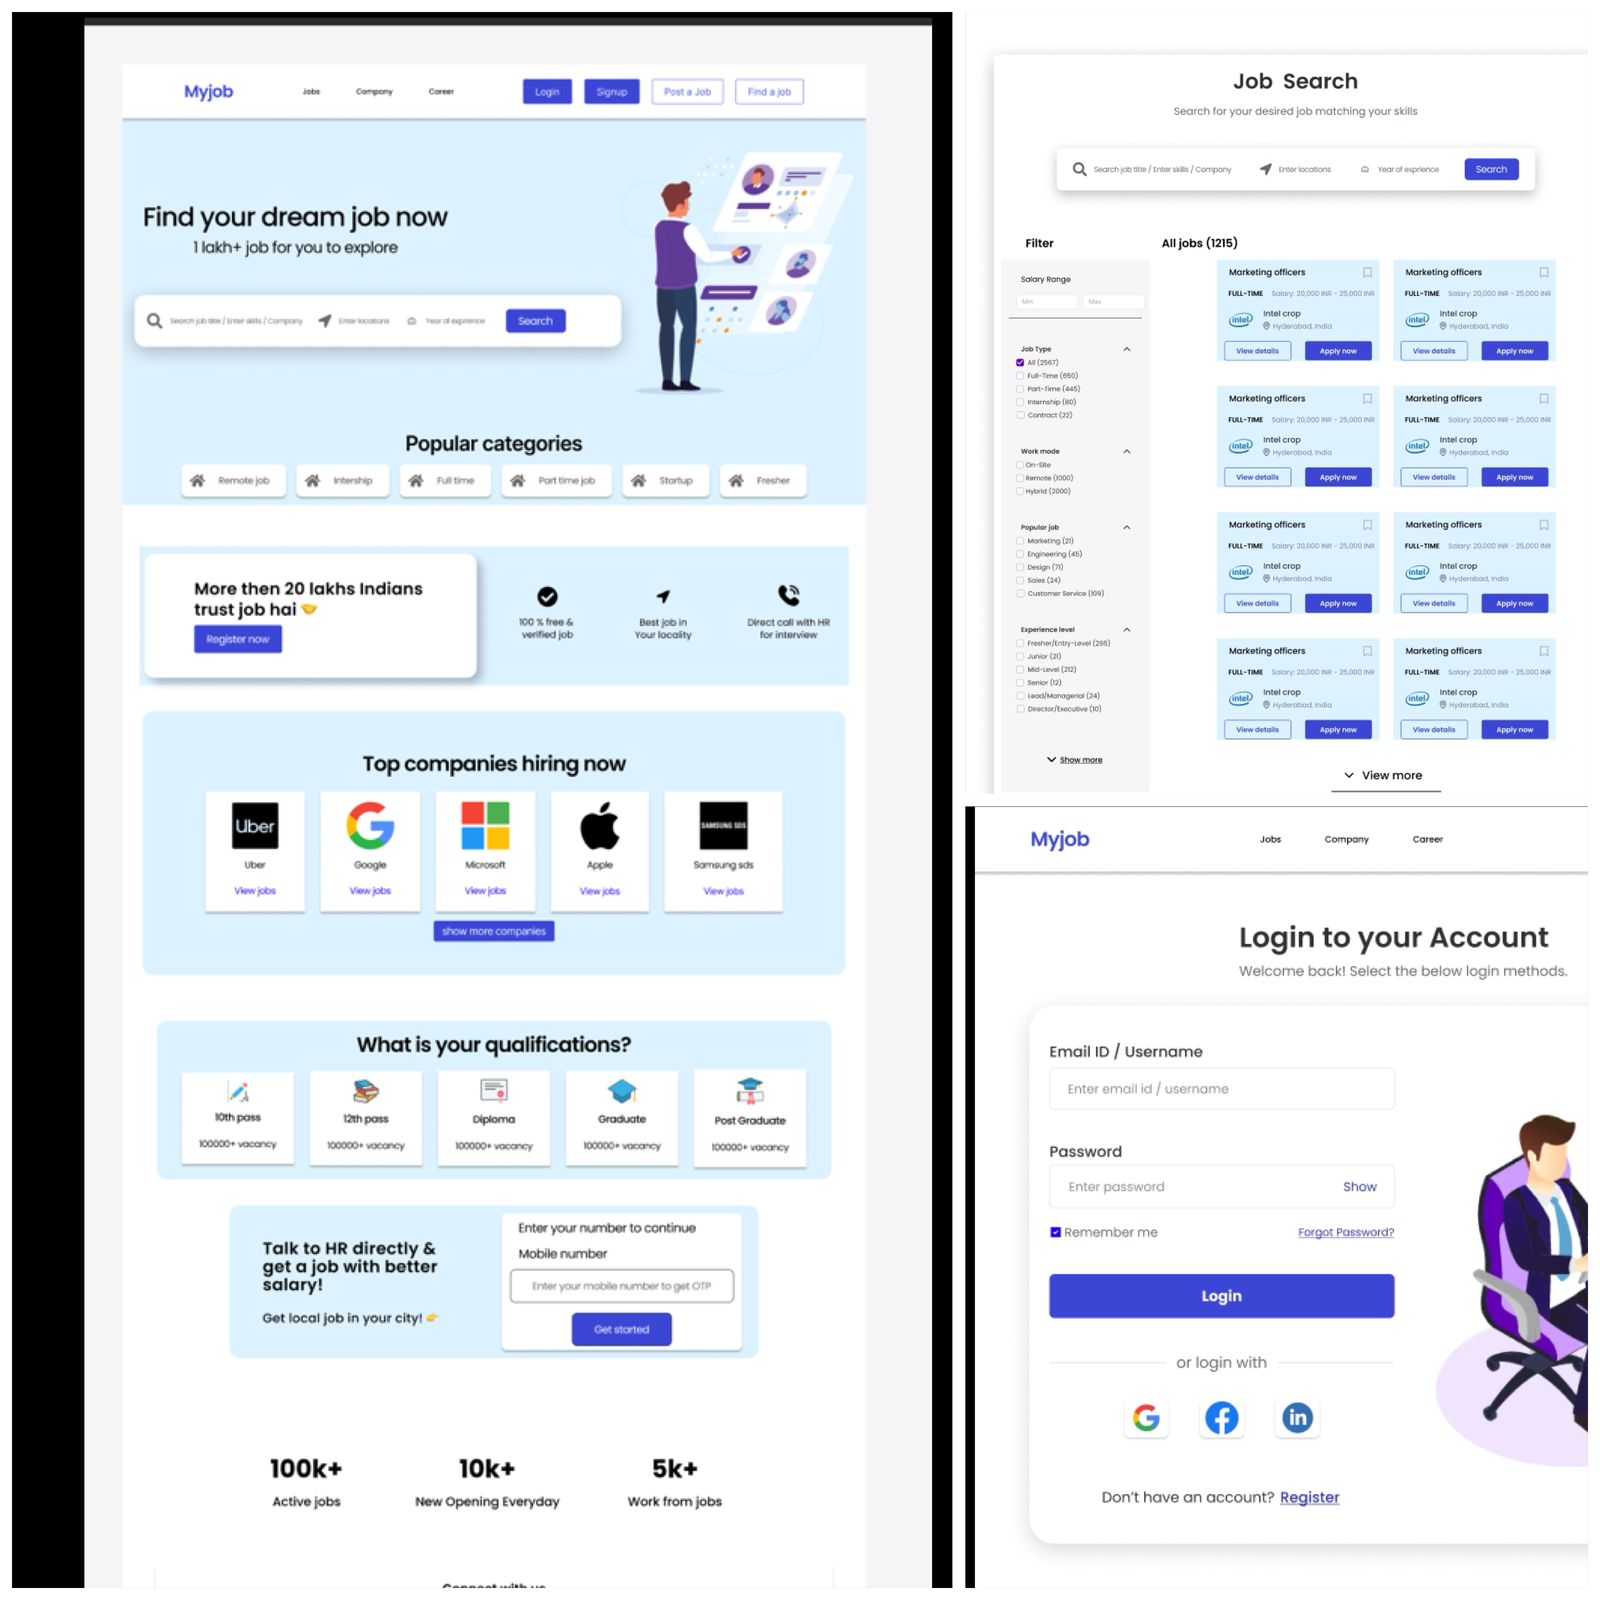 Myjob
Jobs Company Career Login Signup Post a Job Find a job
Find your dream job now
1 lakh+ job for you to explore
Search job title / Enter skills / Company Enter locations Year of exprience Search
Popular categories
Remote job Intership Full time Part time job Startup Fresher
More then 20 lakhs Indians
trust job hai 🤝
Register now
100 % free &
verified job
Best job in
Your locality
Direct call with HR
for interview
Top companies hiring now
Uber
SAMSUNG SDS
Uber Google Microsoft Apple Samsung sds
View jobs View jobs View jobs View jobs View jobs
show more companies
What is your qualifications?
10th pass 12th pass Diploma Graduate Post Graduate
100000+ vacancy 100000+ vacancy 100000+ vacancy 100000+ vacancy 100000+ vacancy
Talk to HR directly &
get a job with better
salary!
Get local job in your city! 👉
Enter your number to continue
Mobile number
Enter your mobile number to get OTP
Get started
100k+ 10k+ 5k+
Active jobs New Opening Everyday Work from jobs
Connect with us
Job Search
Search for your desired job matching your skills
Search job title / Enter skills / Company Enter locations Year of exprience Search
Filter
Salary Range
Min Max
Job Type
All (2567)
Full-Time (650)
Part-Time (445)
Internship (80)
Contract (22)
Work mode
On-Site
Remote (1000)
Hybrid (2000)
Popular job
Marketing (21)
Engineering (45)
Design (71)
Sales (24)
Customer Service (109)
Experience level
Fresher/Entry-Level (265)
Junior (21)
Mid-Level (212)
Senior (12)
Lead/Managerial (24)
Director/Executive (10)
Show more
All jobs (1215)
Marketing officers Marketing officers
FULL-TIME Salary: 20,000 INR - 25,000 INR FULL-TIME Salary: 20,000 INR - 25,000 INR
intel Intel crop intel Intel crop
Hyderabad, India Hyderabad, India
View details Apply now View details Apply now
Marketing officers Marketing officers
FULL-TIME Salary: 20,000 INR - 25,000 INR FULL-TIME Salary: 20,000 INR - 25,000 INR
intel Intel crop intel Intel crop
Hyderabad, India Hyderabad, India
View details Apply now View details Apply now
Marketing officers Marketing officers
FULL-TIME Salary: 20,000 INR - 25,000 INR FULL-TIME Salary: 20,000 INR - 25,000 INR
intel Intel crop intel Intel crop
Hyderabad, India Hyderabad, India
View details Apply now View details Apply now
Marketing officers Marketing officers
FULL-TIME Salary: 20,000 INR - 25,000 INR FULL-TIME Salary: 20,000 INR - 25,000 INR
intel Intel crop intel Intel crop
Hyderabad, India Hyderabad, India
View details Apply now View details Apply now
View more
Myjob
Jobs Company Career
Login to your Account
Welcome back! Select the below login methods.
Email ID / Username
Enter email id / username
Password
Enter password Show
Remember me Forgot Password?
Login
or login with
in
Don't have an account? Register